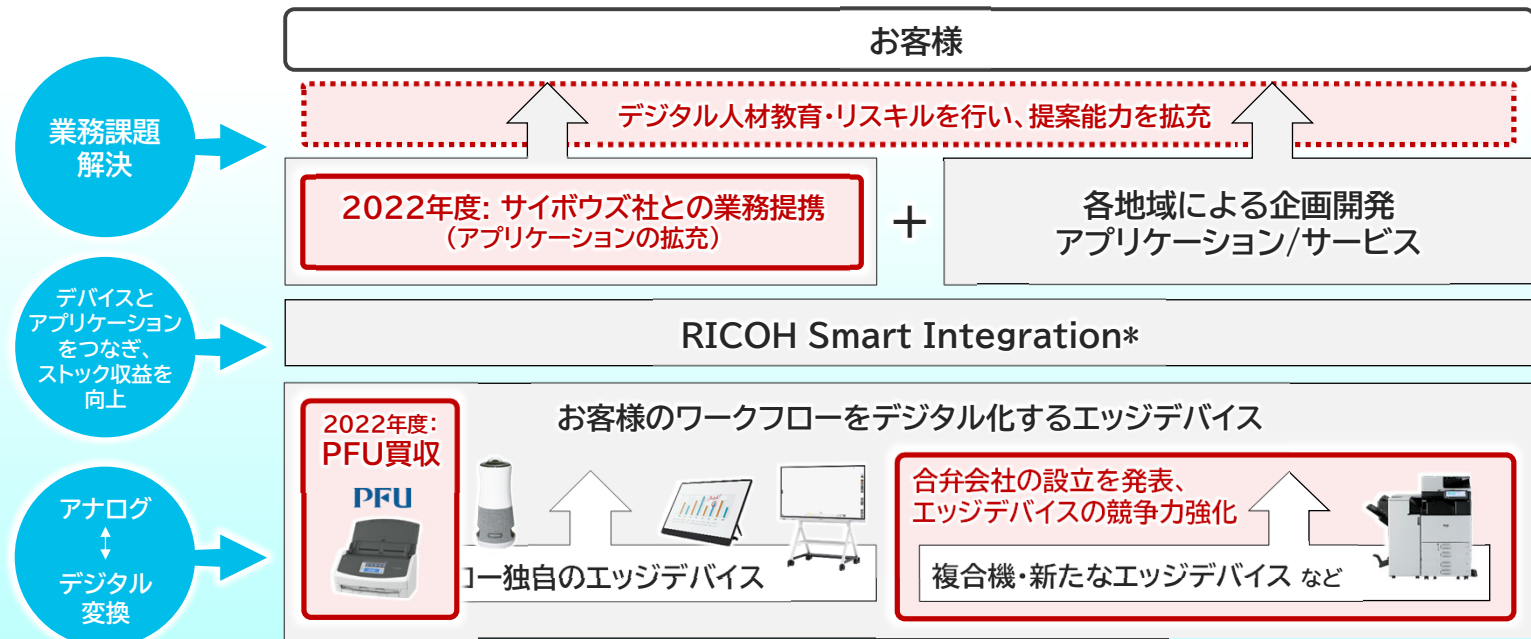 お客様
業務課題
解決
デジタル人材教育・リスキルを行い、提案能力を拡充
2022年度: サイボウズ社との業務提携
(アプリケーションの拡充)
+
各地域による企画開発
アプリケーション/サービス
デバイスと
アプリケーション
をつなぎ、
ストック収益を
向上
RICOH Smart Integration*
アナログ
デジタル
変換
お客様のワークフローをデジタル化するエッジデバイス
2022年度:
PFU買収
PFU
コー独自のエッジデバイス
合弁会社の設立を発表、
エッジデバイスの競争力強化
複合機・新たなエッジデバイス など